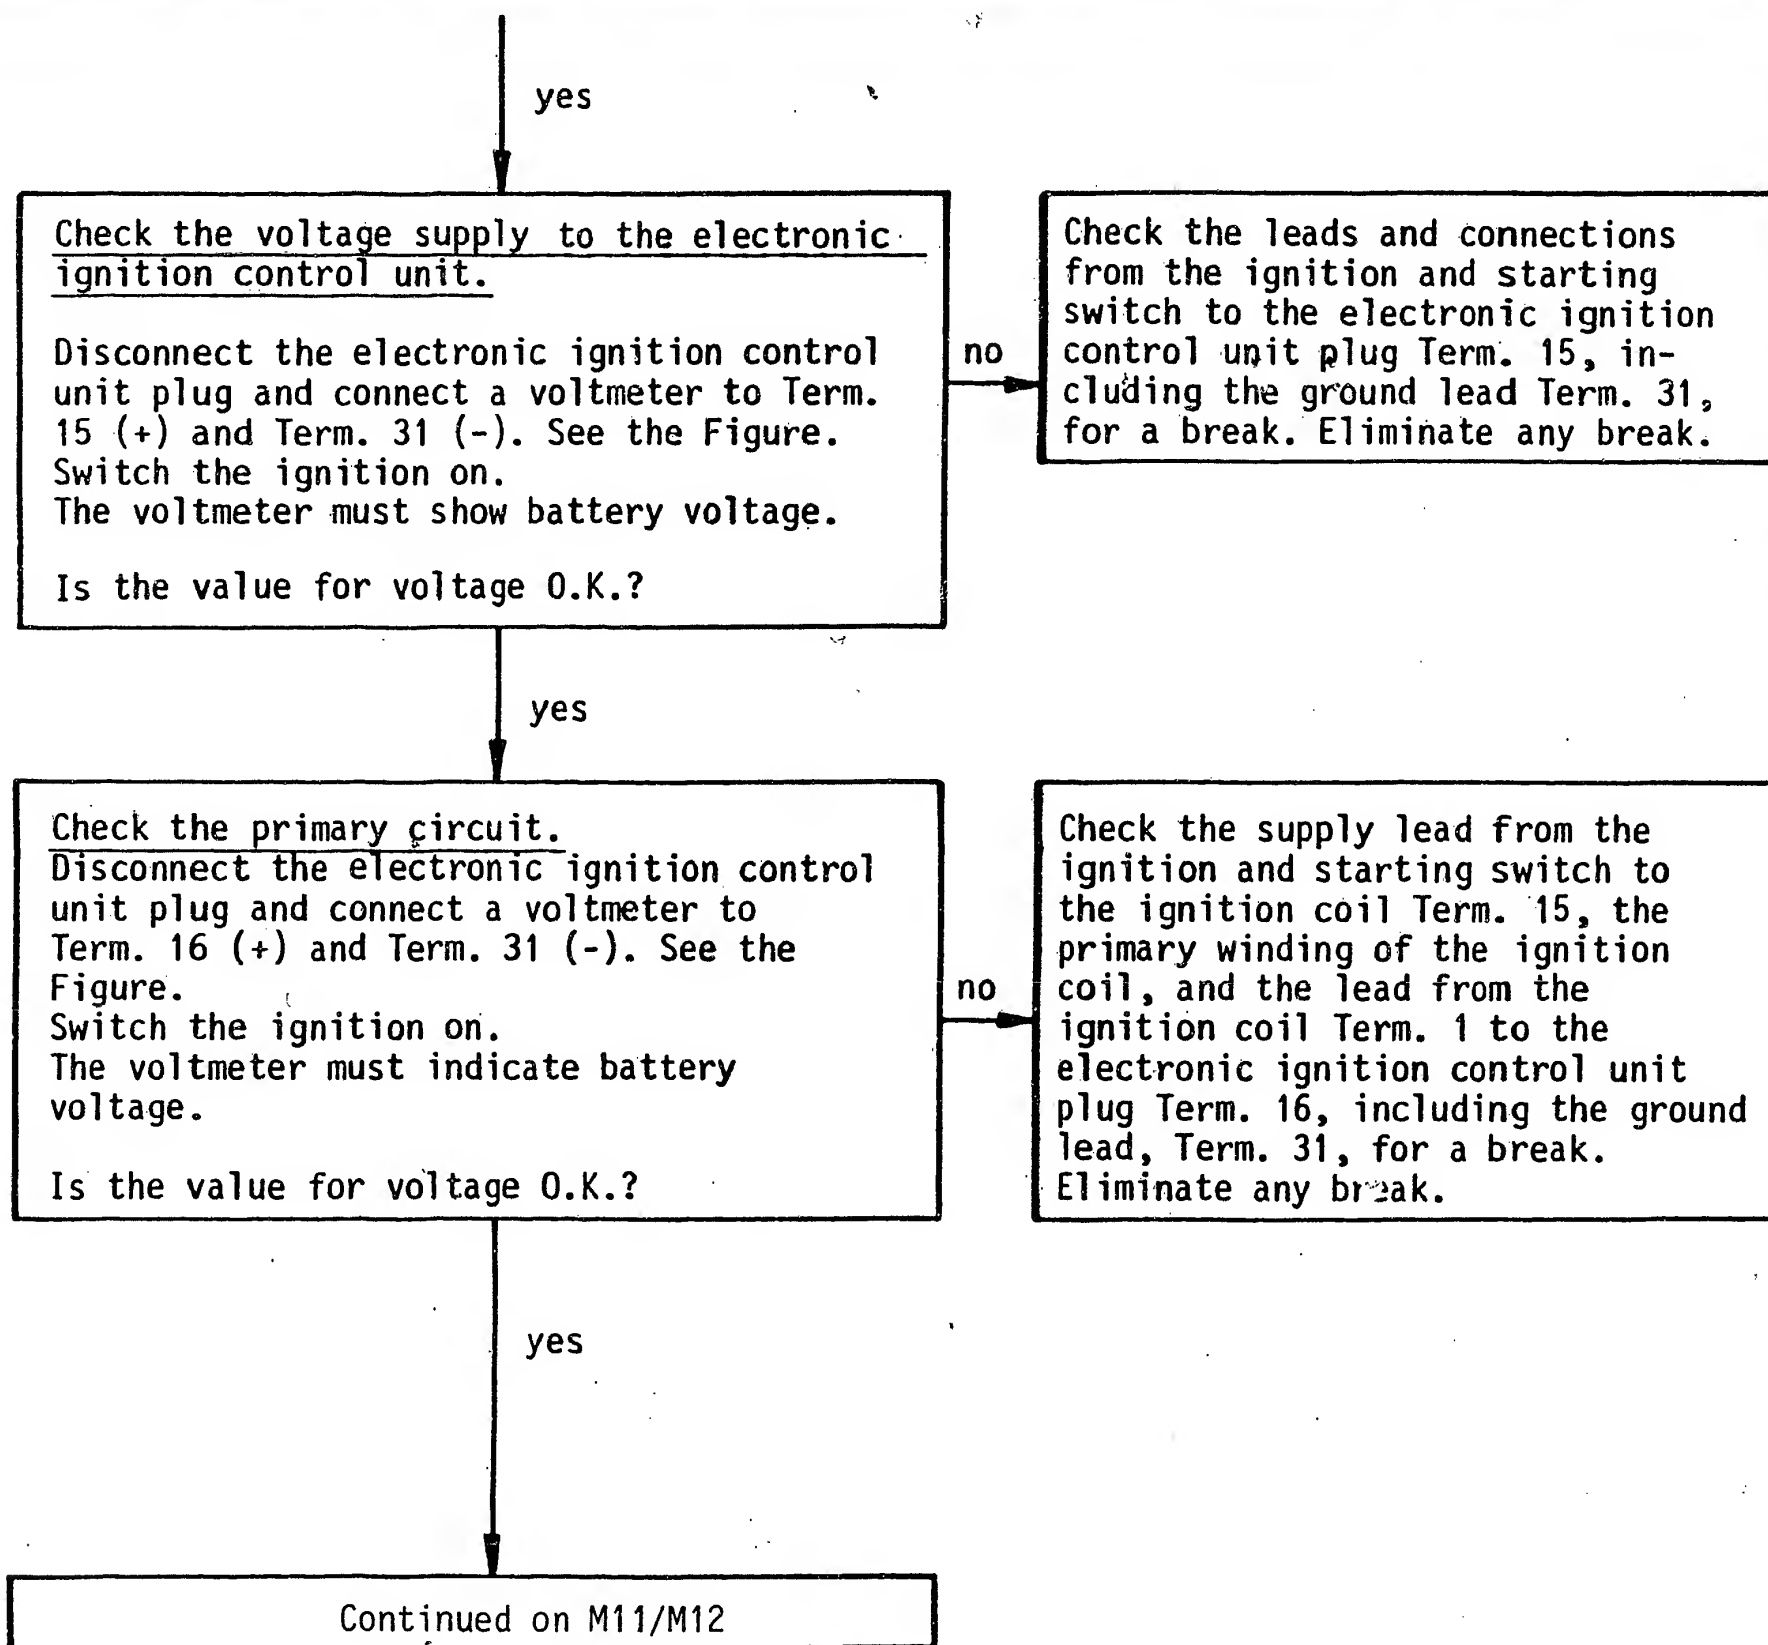 yes
Check the voltage supply to the electronic
ignition control unit.
Disconnect the electronic ignition control
unit plug and connect a voltmeter to Term.
15 (+) and Term. 31 (-). See the Figure.
Switch the ignition on.
The voltmeter must show battery voltage.
Is the value for voltage O.K.?
no
Check the leads and connections
from the ignition and starting
switch to the electronic ignition
control unit plug Term. 15, in-
cluding the ground lead Term. 31,
for a break. Eliminate any break.
yes
Check the primary circuit.
Disconnect the electronic ignition control
unit plug and connect a voltmeter to
Term. 16 (+) and Term. 31 (-). See the
Figure.
Switch the ignition on.
The voltmeter must indicate battery
voltage.
Is the value for voltage O.K.?
no
Check the supply lead from the
ignition and starting switch to
the ignition coil Term. 15, the
primary winding of the ignition
coil, and the lead from the
ignition coil Term. 1 to the
electronic ignition control unit
plug Term. 16, including the ground
lead, Term. 31, for a break.
Eliminate any break.
yes
Continued on M11/M12